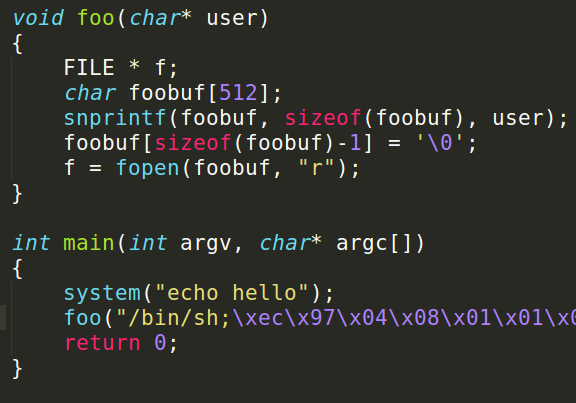 void foo(char* user)
{
FILE * f;
char foobuf[512];
snprintf(foobuf, sizeof(foobuf), user);
foobuf[sizeof(foobuf)-1] = '\0';
f = fopen(foobuf, "r");
}
int main(int argv, char* argc[])
{
system("echo hello");
foo("/bin/sh;\xec\x97\x04\x08\x01\x01\x0
return 0;
}